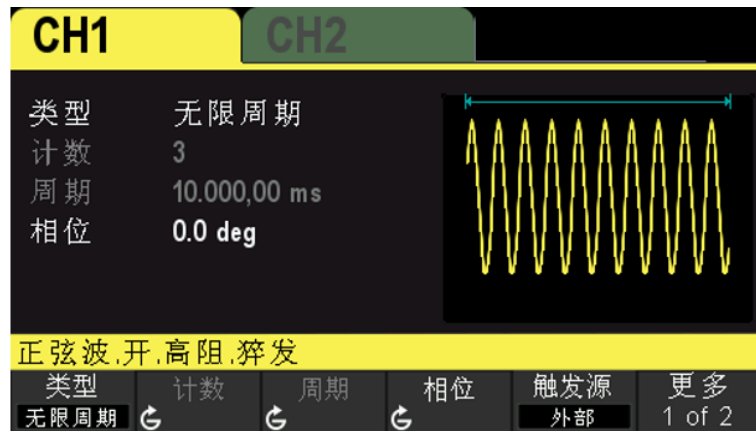 CH1 CH2
类型 无限周期
计数 3
周期 10.000,00 ms
相位 0.0 deg
正弦波,开,高阻,猝发
类型 计数 周期 相位 触发源 更多
无限周期 外部 1 of 2